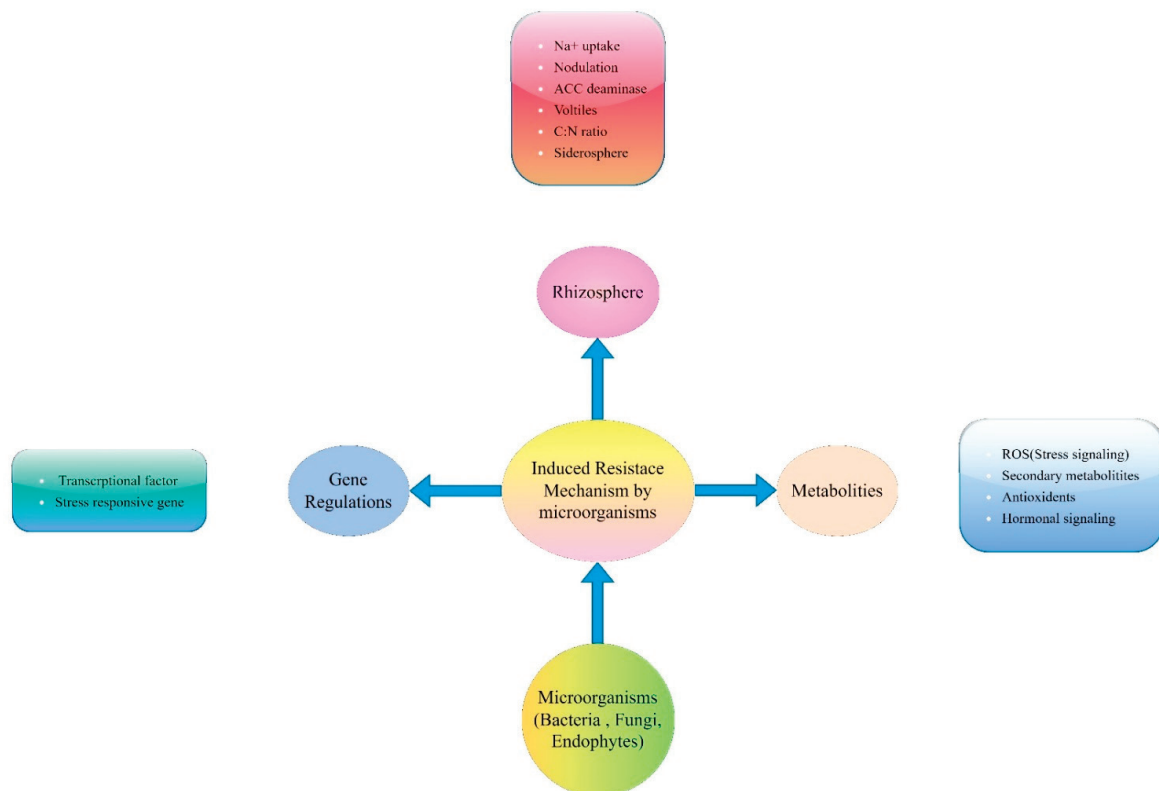 Na+ uptake
Nodulation
ACC deaminase
Voltiles
C:N ratio
Siderosphere
Rhizosphere
Transcrptional factor
Stress responsive gene
Gene
Regulations
Induced Resistace
Mechanism by
microorganisms
Metabolities
ROS(Stress signaling)
Secondary metabolitites
Antioxidents
Hormonal signaling
Microorganisms
(Bacteria , Fungi,
Endophytes)